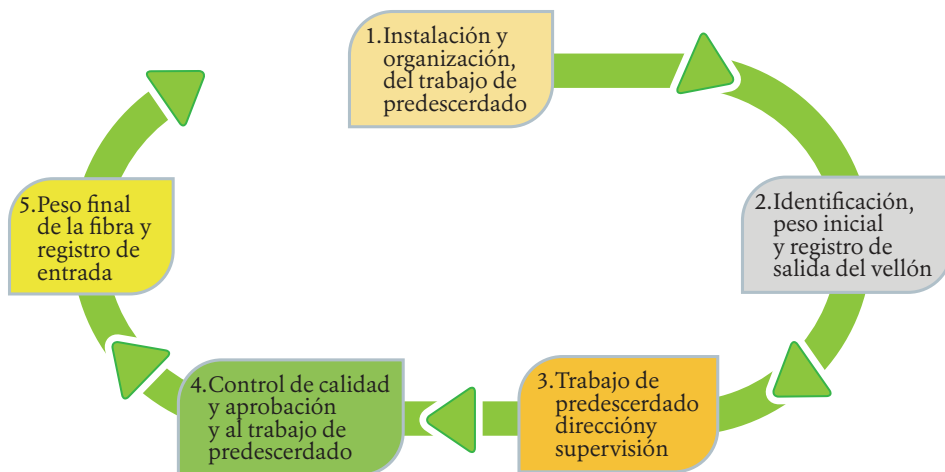 1.Instalación y
organización,
del trabajo de
predescerdado
2.Identificación,
peso inicial
y registro de
salida del vellón
3.Trabajo de
predescerdado
direccióny
supervisión
4.Control de calidad
y aprobación
y al trabajo de
predescerdado
5.Peso final
de la fibra y
registro de
entrada